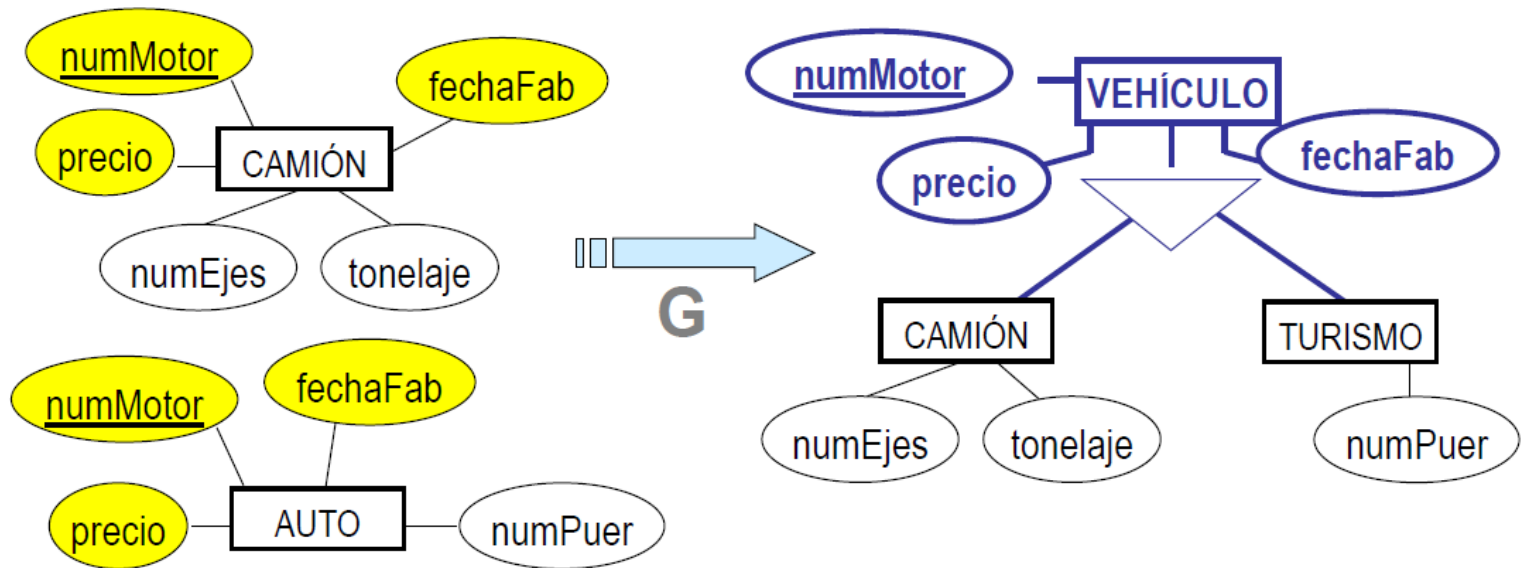 numMotor
fechaFab
precio
CAMIÓN
numEjes
tonelaje
numMotor
fechaFab
precio
AUTO
numPuer
G
numMotor
VEHÍCULO
precio
fechaFab
CAMIÓN
TURISMO
numEjes
tonelaje
numPuer